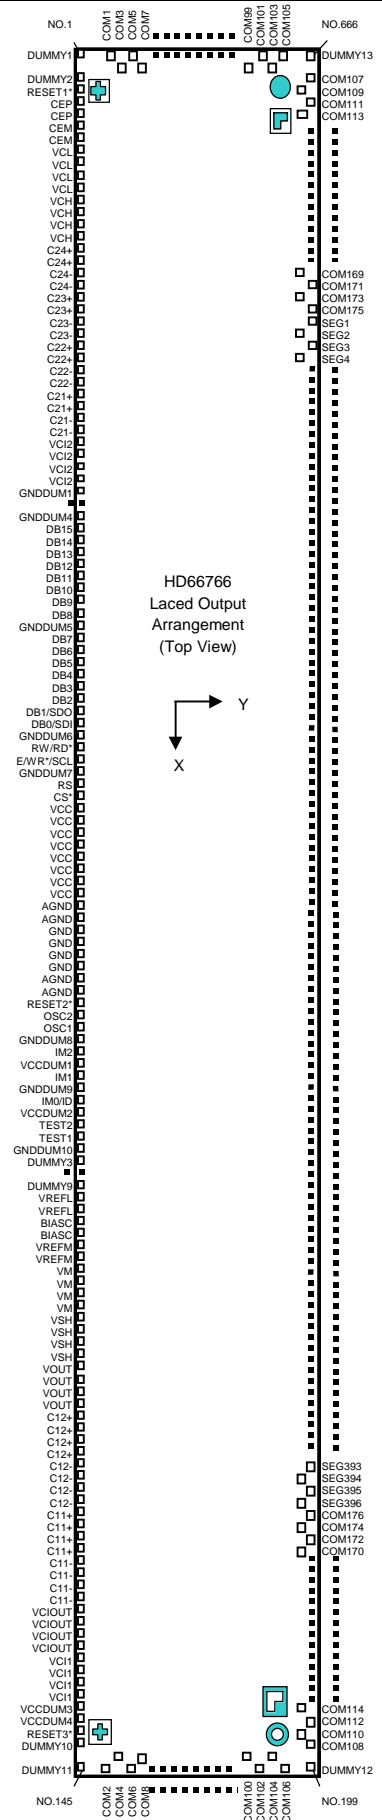 NO.1
COM1
COM3
COM5
COM7
COM99
COM101
COM103
COM105
NO.666
DUMMY1
DUMMY2
RESET1*
CEP
CEP
CEM
CEM
VCL
VCL
VCL
VCL
VCH
VCH
VCH
VCH
C24+
C24+
C24-
C24-
C23+
C23+
C23-
C23-
C22+
C22+
C22-
C22-
C21+
C21+
C21-
C21-
VCI2
VCI2
VCI2
VCI2
GNDDUM1
GNDDUM4
DB15
DB14
DB13
DB12
DB11
DB10
DB9
DB8
GNDDUM5
DB7
DB6
DB5
DB4
DB3
DB2
DB1/SDO
DB0/SDI
GNDDUM6
RW/RD*
E/WR*/SCL
GNDDUM7
RS
CS*
VCC
VCC
VCC
VCC
VCC
VCC
VCC
VCC
AGND
AGND
GND
GND
GND
GND
AGND
AGND
RESET2*
OSC2
OSC1
GNDDUM8
IM2
VCCDUM1
IM1
GNDDUM9
IM0/ID
VCCDUM2
TEST2
TEST1
GNDDUM10
DUMMY3
DUMMY9
VREFL
VREFL
BIASC
BIASC
VREFM
VREFM
VM
VM
VM
VM
VSH
VSH
VSH
VSH
VOUT
VOUT
VOUT
VOUT
C12+
C12+
C12+
C12+
C12-
C12-
C12-
C12-
C11+
C11+
C11+
C11+
C11-
C11-
C11-
C11-
VCIOUT
VCIOUT
VCIOUT
VCIOUT
VCI1
VCI1
VCI1
VCI1
VCCDUM3
VCCDUM4
RESET3*
DUMMY10
DUMMY11
HD66766
Laced Output
Arrangement
(Top View)
Y
X
DUMMY13
COM107
COM109
COM111
COM113
COM169
COM171
COM173
COM175
SEG1
SEG2
SEG3
SEG4
SEG393
SEG394
SEG395
SEG396
COM176
COM174
COM172
COM170
COM114
COM112
COM110
COM108
DUMMY12
NO.145
COM2
COM4
COM6
COM8
COM100
COM102
COM104
COM106
NO.199